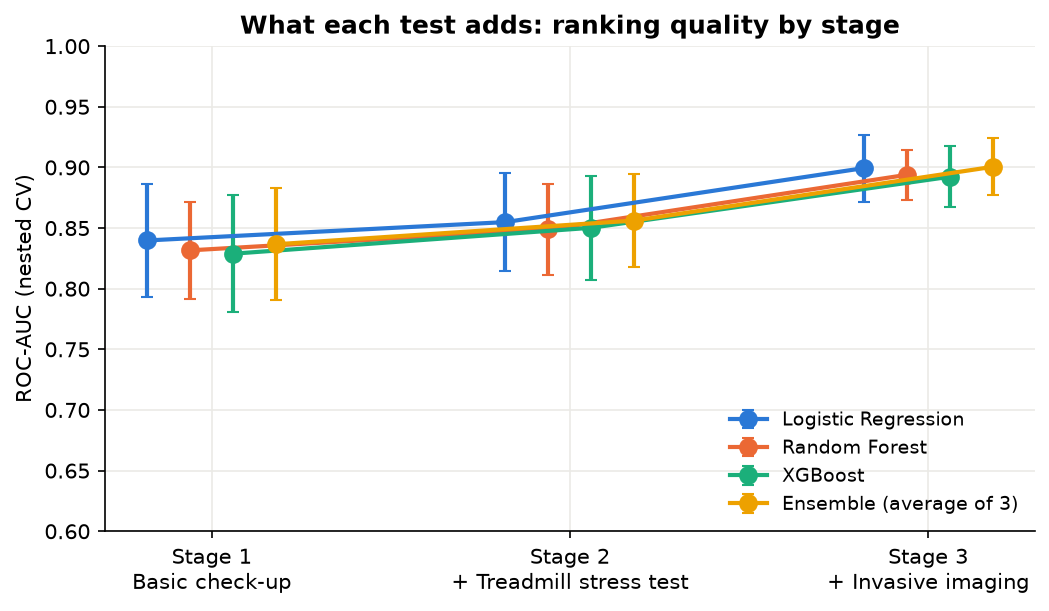 What each test adds: ranking quality by stage
ROC-AUC (nested CV)
1.00
0.95
0.90
0.85
0.80
0.75
0.70
0.65
0.60
Logistic Regression
Random Forest
XGBoost
Ensemble (average of 3)
Stage 1
Basic check-up
Stage 2
+ Treadmill stress test
Stage 3
+ Invasive imaging